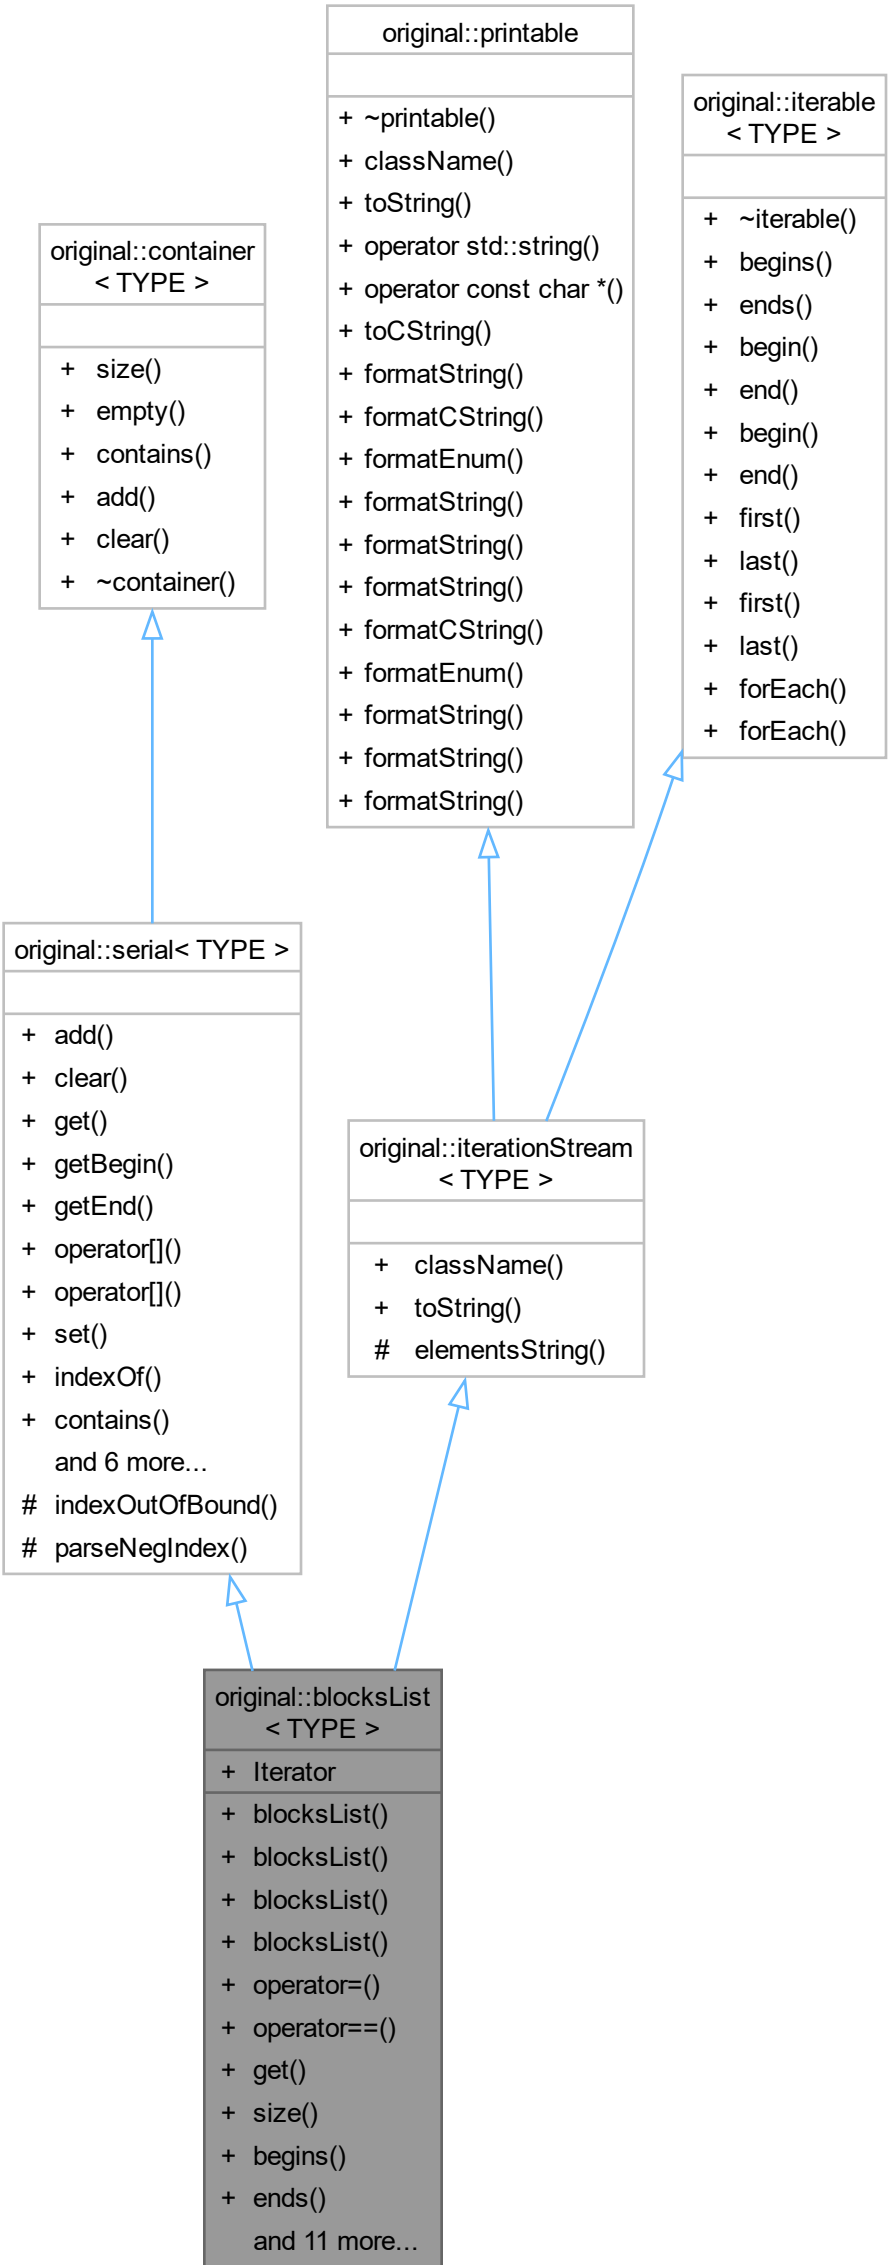 original::printable
+ ~printable()
+ className()
+ toString()
+ operator std::string()
+ operator const char *()
+ toCString()
+ formatString()
+ formatCString()
+ formatEnum()
+ formatString()
+ formatString()
+ formatString()
+ formatCString()
+ formatEnum()
+ formatString()
+ formatString()
+ formatString()
original::iterable
< TYPE >
+ ~iterable()
+ begins()
+ ends()
+ begin()
+ end()
+ begin()
+ end()
+ first()
+ last()
+ first()
+ last()
+ forEach()
+ forEach()
original::container
< TYPE >
+ size()
+ empty()
+ contains()
+ add()
+ clear()
+ ~container()
original::serial< TYPE >
+ add()
+ clear()
+ get()
+ getBegin()
+ getEnd()
+ operator[]()
+ operator[]()
+ set()
+ indexOf()
+ contains()
and 6 more...
# indexOutOfBound()
# parseNegIndex()
original::iterationStream
< TYPE >
+ className()
+ toString()
# elementsString()
original::blocksList
< TYPE >
+ Iterator
+ blocksList()
+ blocksList()
+ blocksList()
+ blocksList()
+ operator=()
+ operator==()
+ get()
+ size()
+ begins()
+ ends()
and 11 more...